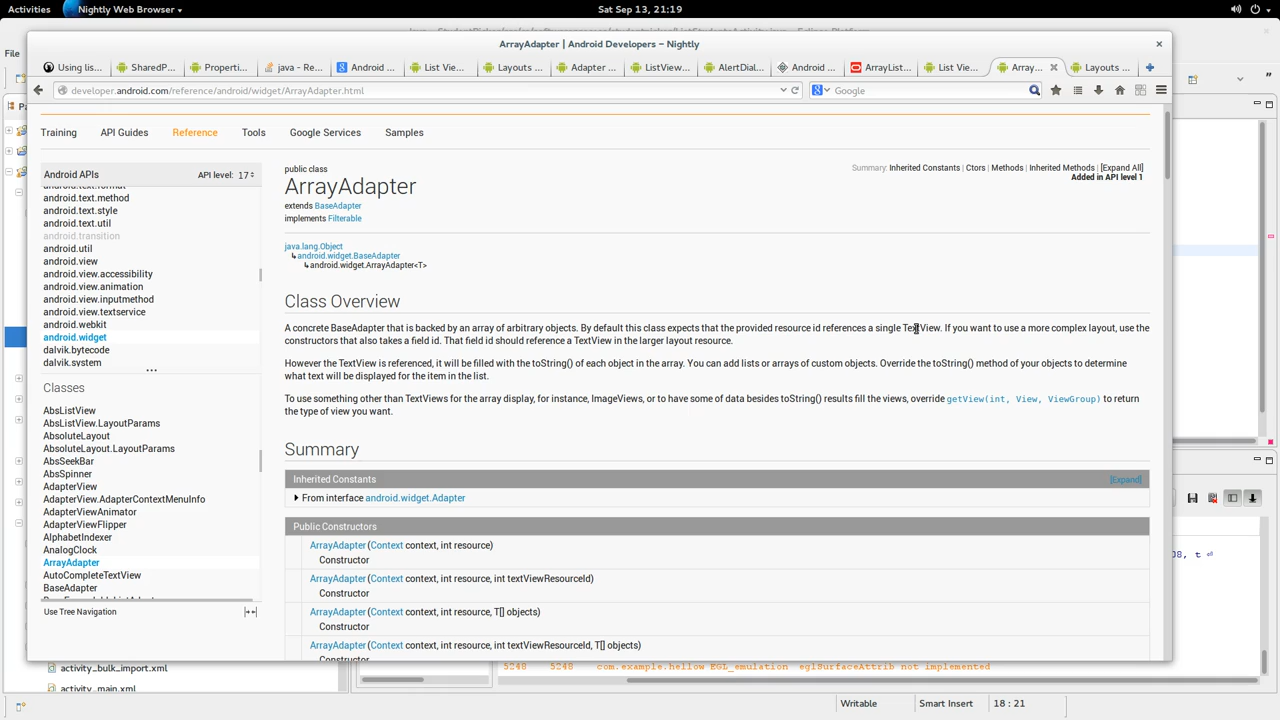 Activities Nightly Web Browser Sat Sep 13, 21:19
File
ArrayAdapter | Android Developers – Nightly
Using lis... SharedP... Properti... java - Re... Android ... List Vie... Layouts ... Adapter ... ListView... AlertDial... Android ... ArrayList... List Vie... Array... Layouts ...
developer.android.com/reference/android/widget/ArrayAdapter.html Google
Training API Guides Reference Tools Google Services Samples
Android APIs API level: 17
android.text.format
android.text.method
android.text.style
android.text.util
android.transition
android.util
android.view
android.view.accessibility
android.view.animation
android.view.inputmethod
android.view.textservice
android.webkit
android.widget
dalvik.bytecode
dalvik.system
Classes
AbsListView
AbsListView.LayoutParams
AbsoluteLayout
AbsoluteLayout.LayoutParams
AbsSeekBar
AbsSpinner
AdapterView
AdapterView.AdapterContextMenuInfo
AdapterViewAnimator
AdapterViewFlipper
AlphabetIndexer
AnalogClock
ArrayAdapter
AutoCompleteTextView
BaseAdapter
Use Tree Navigation
public class
ArrayAdapter
extends BaseAdapter
implements Filterable
Summary: Inherited Constants | Ctors | Methods | Inherited Methods | [Expand All]
Added in API level 1
java.lang.Object
↳android.widget.BaseAdapter
↳android.widget.ArrayAdapter<T>
Class Overview
A concrete BaseAdapter that is backed by an array of arbitrary objects. By default this class expects that the provided resource id references a single TextView. If you want to use a more complex layout, use the
constructors that also takes a field id. That field id should reference a TextView in the larger layout resource.
However the TextView is referenced, it will be filled with the toString() of each object in the array. You can add lists or arrays of custom objects. Override the toString() method of your objects to determine
what text will be displayed for the item in the list.
To use something other than TextViews for the array display, for instance, ImageViews, or to have some of data besides toString() results fill the views, override getView(int, View, ViewGroup) to return
the type of view you want.
Summary
Inherited Constants [Expand]
From interface android.widget.Adapter
Public Constructors
ArrayAdapter(Context context, int resource)
Constructor
ArrayAdapter(Context context, int resource, int textViewResourceId)
Constructor
ArrayAdapter(Context context, int resource, T[] objects)
Constructor
ArrayAdapter(Context context, int resource, int textViewResourceId, T[] objects)
Constructor
08, t
activity_bulk_import.xml
activity_main.xml
5248 5248 com.example.hellow EGL_emulation eglSurfaceAttrib not implemented
Writable Smart Insert 18 : 21